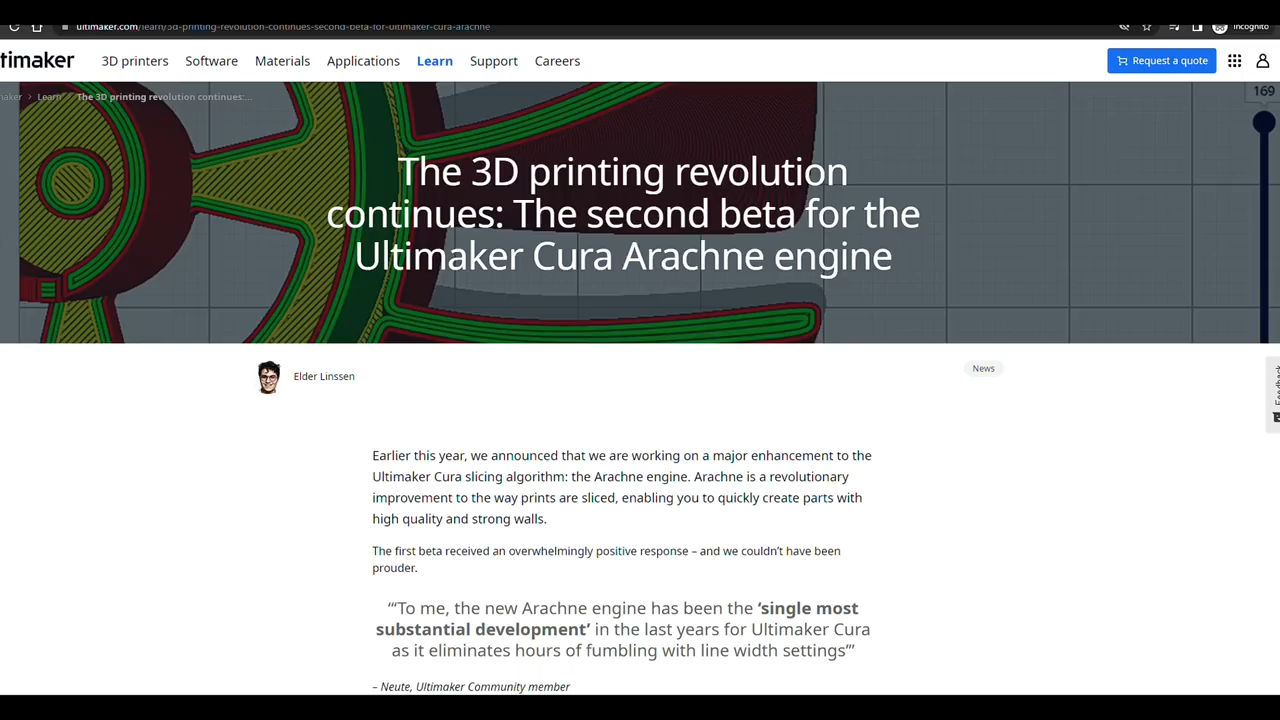 ultimaker.com/learn/3d-printing-revolution-continues-second-beta-for-ultimaker-cura-arachne
Incognito
timaker
3D printers Software Materials Applications Learn Support Careers
Request a quote
maker > Learn > The 3D printing revolution continues:...
169
The 3D printing revolution
continues: The second beta for the
Ultimaker Cura Arachne engine
Elder Linssen
News
Feedback
Earlier this year, we announced that we are working on a major enhancement to the
Ultimaker Cura slicing algorithm: the Arachne engine. Arachne is a revolutionary
improvement to the way prints are sliced, enabling you to quickly create parts with
high quality and strong walls.
The first beta received an overwhelmingly positive response – and we couldn’t have been
prouder.
“‘To me, the new Arachne engine has been the ‘single most
substantial development’ in the last years for Ultimaker Cura
as it eliminates hours of fumbling with line width settings’”
– Neute, Ultimaker Community member